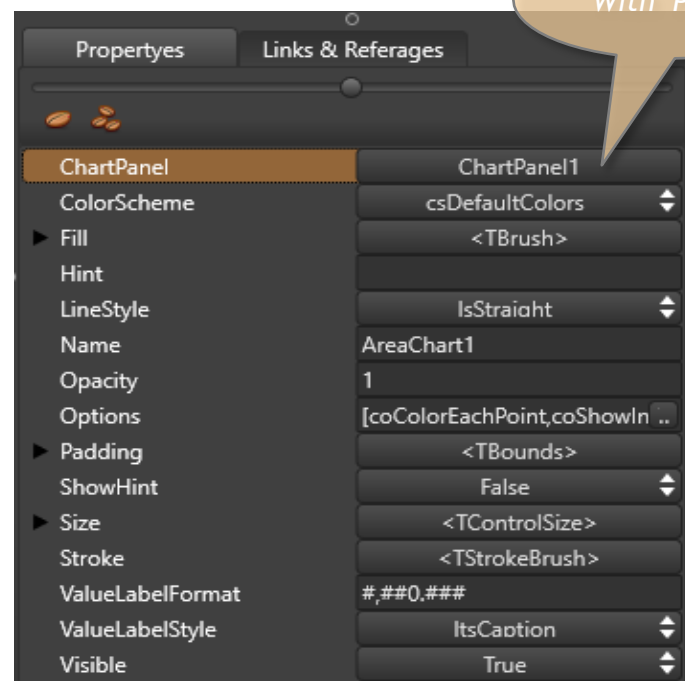 With P
Propertyes Links & Referages
ChartPanel ChartPanel1
ColorScheme csDefaultColors
Fill <TBrush>
Hint
LineStyle lsStraight
Name AreaChart1
Opacity 1
Options [coColorEachPoint,coShowIn ..
Padding <TBounds>
ShowHint False
Size <TControlSize>
Stroke <TStrokeBrush>
ValueLabelFormat #,##0.###
ValueLabelStyle ltsCaption
Visible True